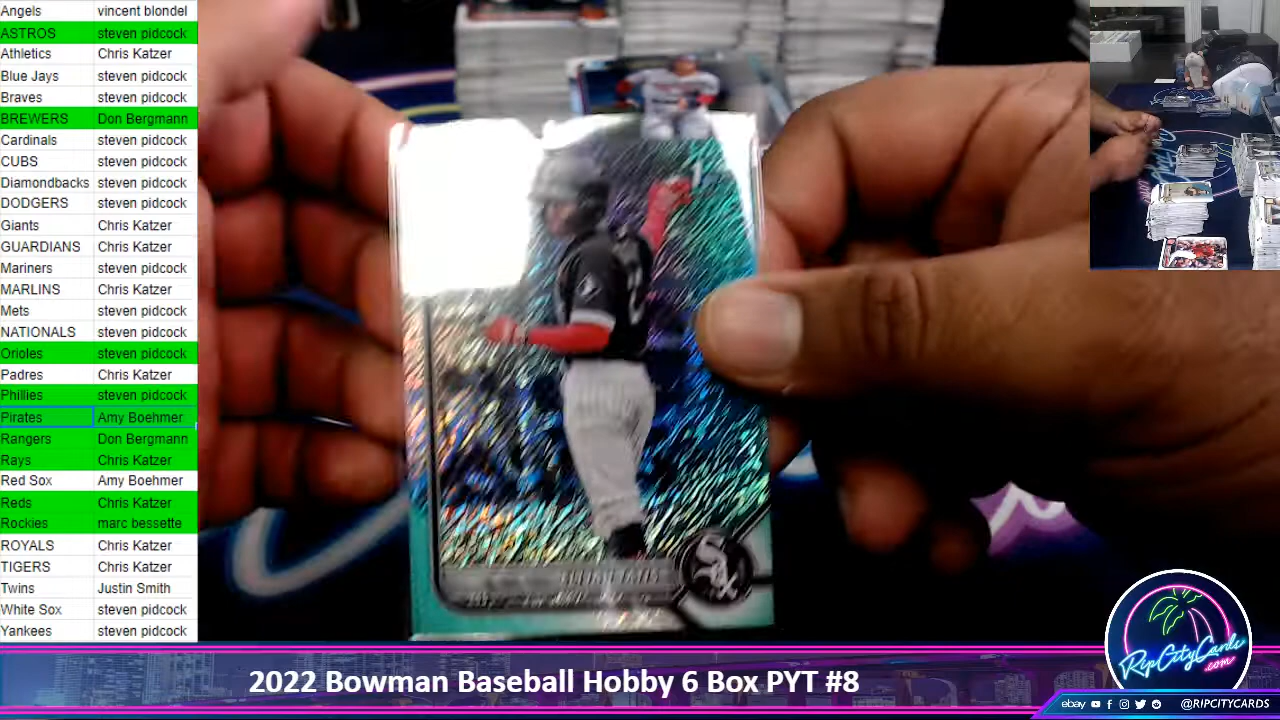 Angels vincent blondel
ASTROS steven pidcock
Athletics Chris Katzer
Blue Jays steven pidcock
Braves steven pidcock
BREWERS Don Bergmann
Cardinals steven pidcock
CUBS steven pidcock
Diamondbacks steven pidcock
DODGERS steven pidcock
Giants Chris Katzer
GUARDIANS Chris Katzer
Mariners steven pidcock
MARLINS Chris Katzer
Mets steven pidcock
NATIONALS steven pidcock
Orioles steven pidcock
Padres Chris Katzer
Phillies steven pidcock
Pirates Amy Boehmer
Rangers Don Bergmann
Rays Chris Katzer
Red Sox Amy Boehmer
Reds Chris Katzer
Rockies marc bessette
ROYALS Chris Katzer
TIGERS Chris Katzer
Twins Justin Smith
White Sox steven pidcock
Yankees steven pidcock
Sox
2022 Bowman Baseball Hobby 6 Box PYT #8
RipCityCards
.com
ebay @RIPCITYCARDS